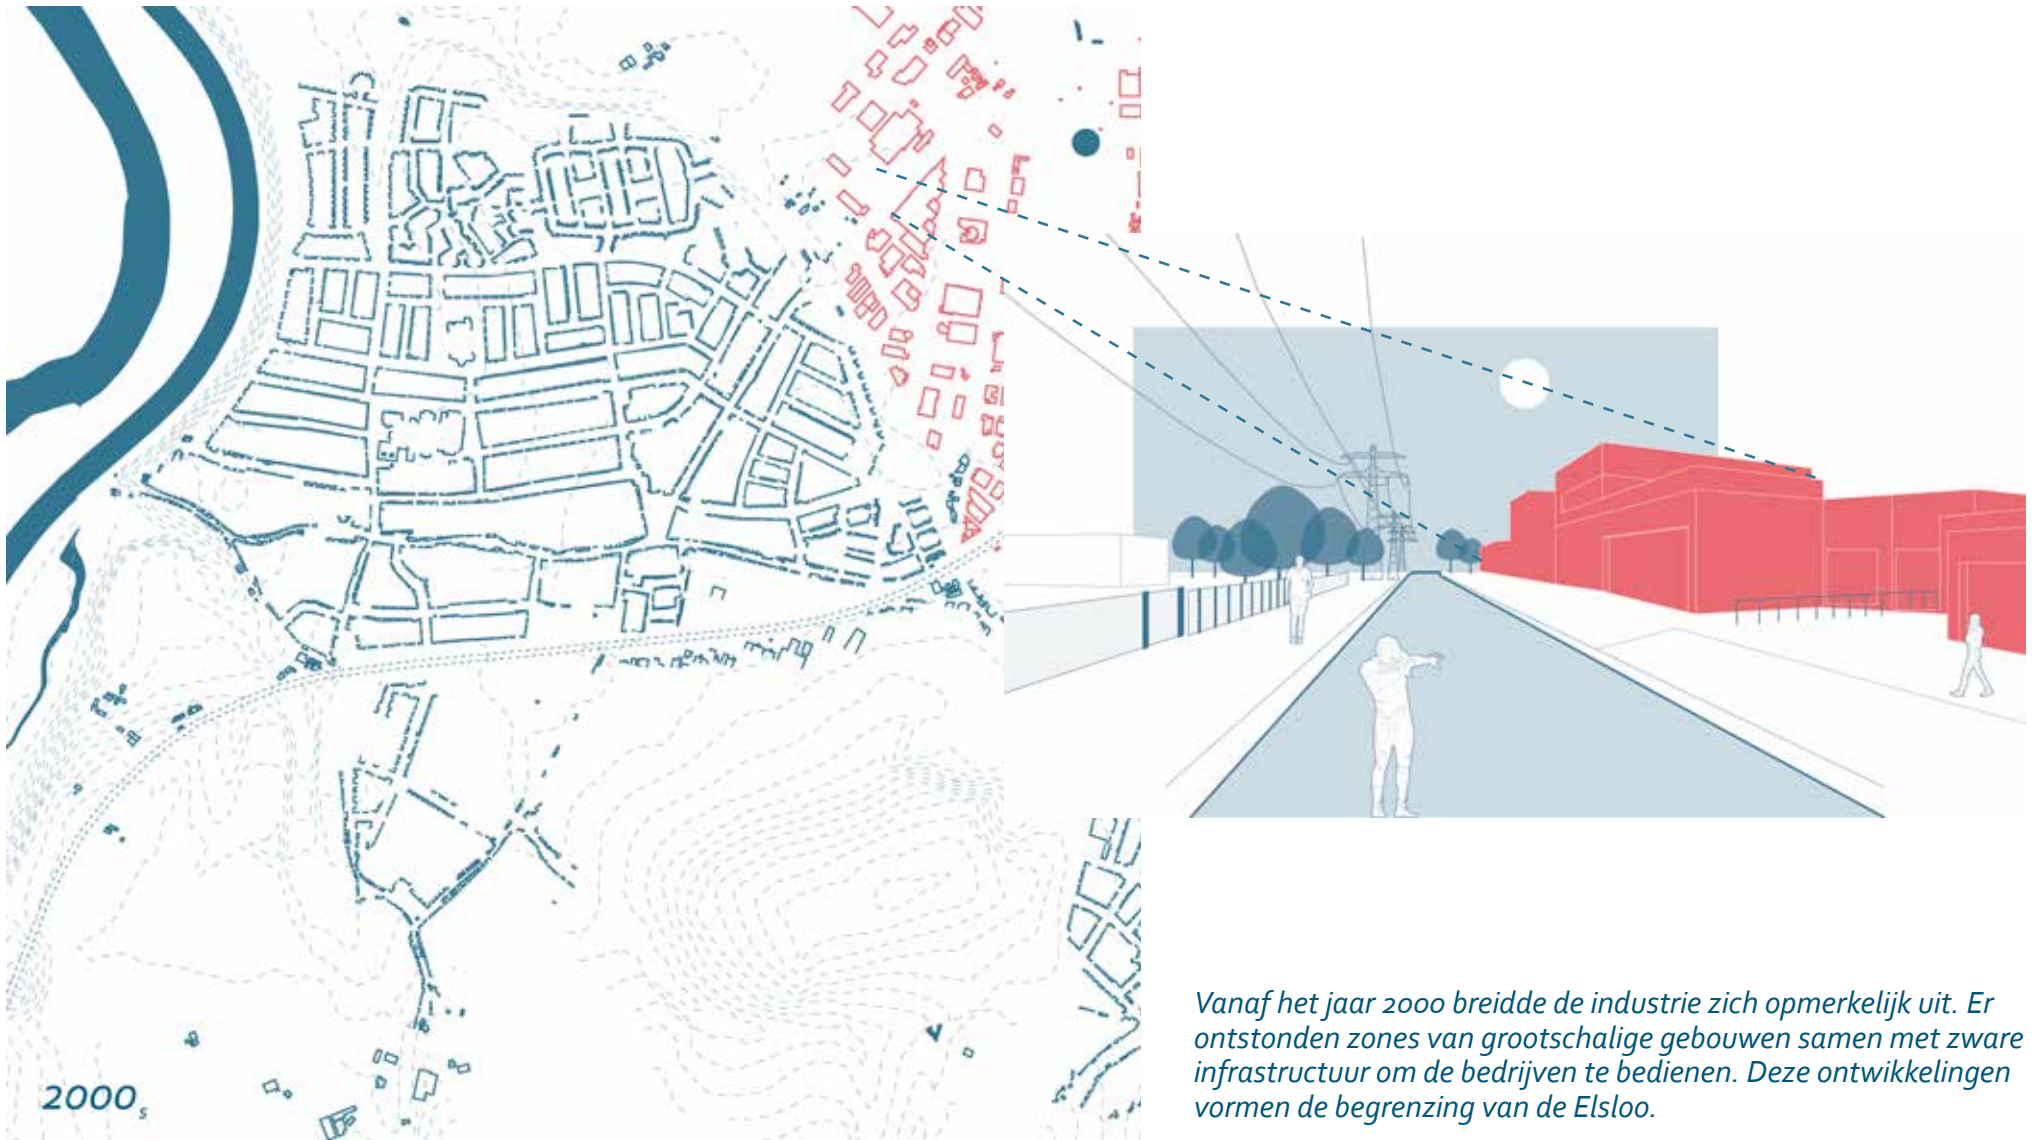 Vanaf het jaar 2000 breidde de industrie zich opmerkelijk uit. Er
ontstonden zones van grootschalige gebouwen samen met zware
infrastructuur om de bedrijven te bedienen. Deze ontwikkelingen
vormen de begrenzing van de Elsloo.
2000s